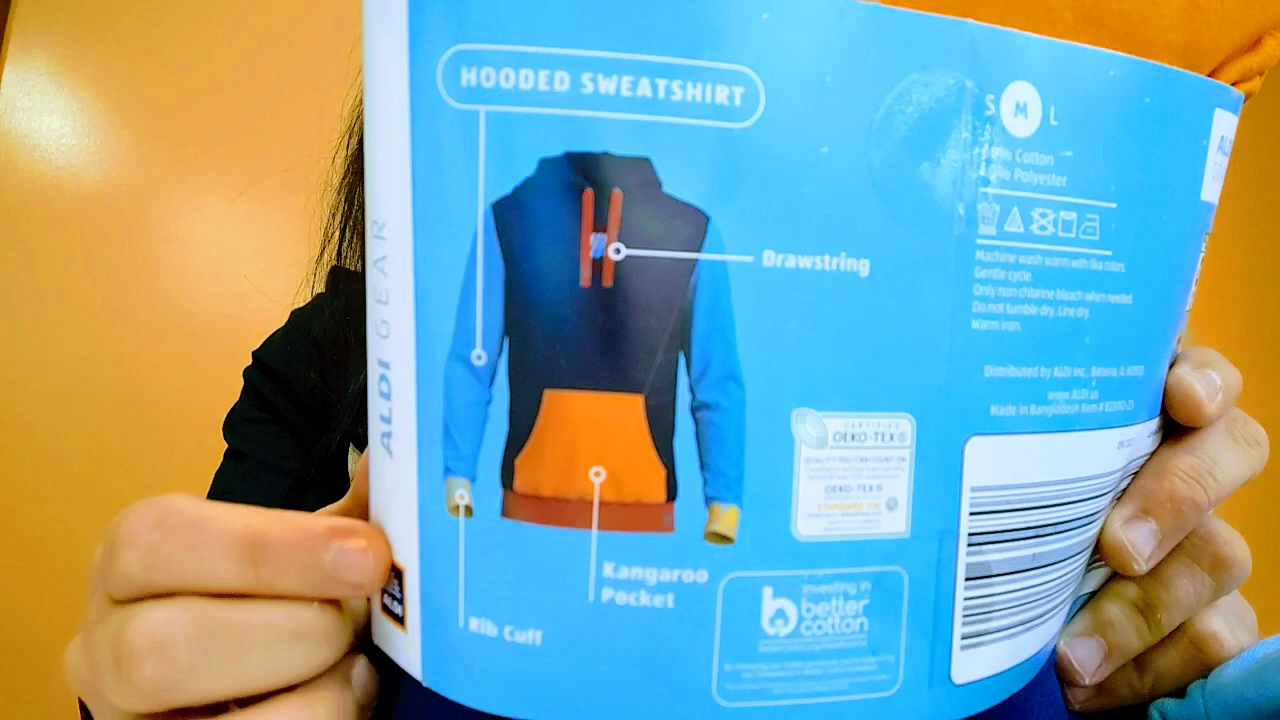 HOODED SWEATSHIRT
Drawstring
Kangaroo
Pocket
Rib Cuff
ALDI GEAR
ALDI
S M L
Cotton
Polyester
Machine wash warm with like colors.
Gentle cycle.
Only non chlorine bleach when needed.
Do not tumble dry. Line dry.
Warm iron.
Distributed by ALDI Inc., Batavia, IL
www.ALDI.us
Made in Bangladesh Item #
CERTIFIED
OEKO-TEX®
QUALITY YOU CAN COUNT ON
OEKO-TEX®
STANDARD 100
investing in
better
cotton